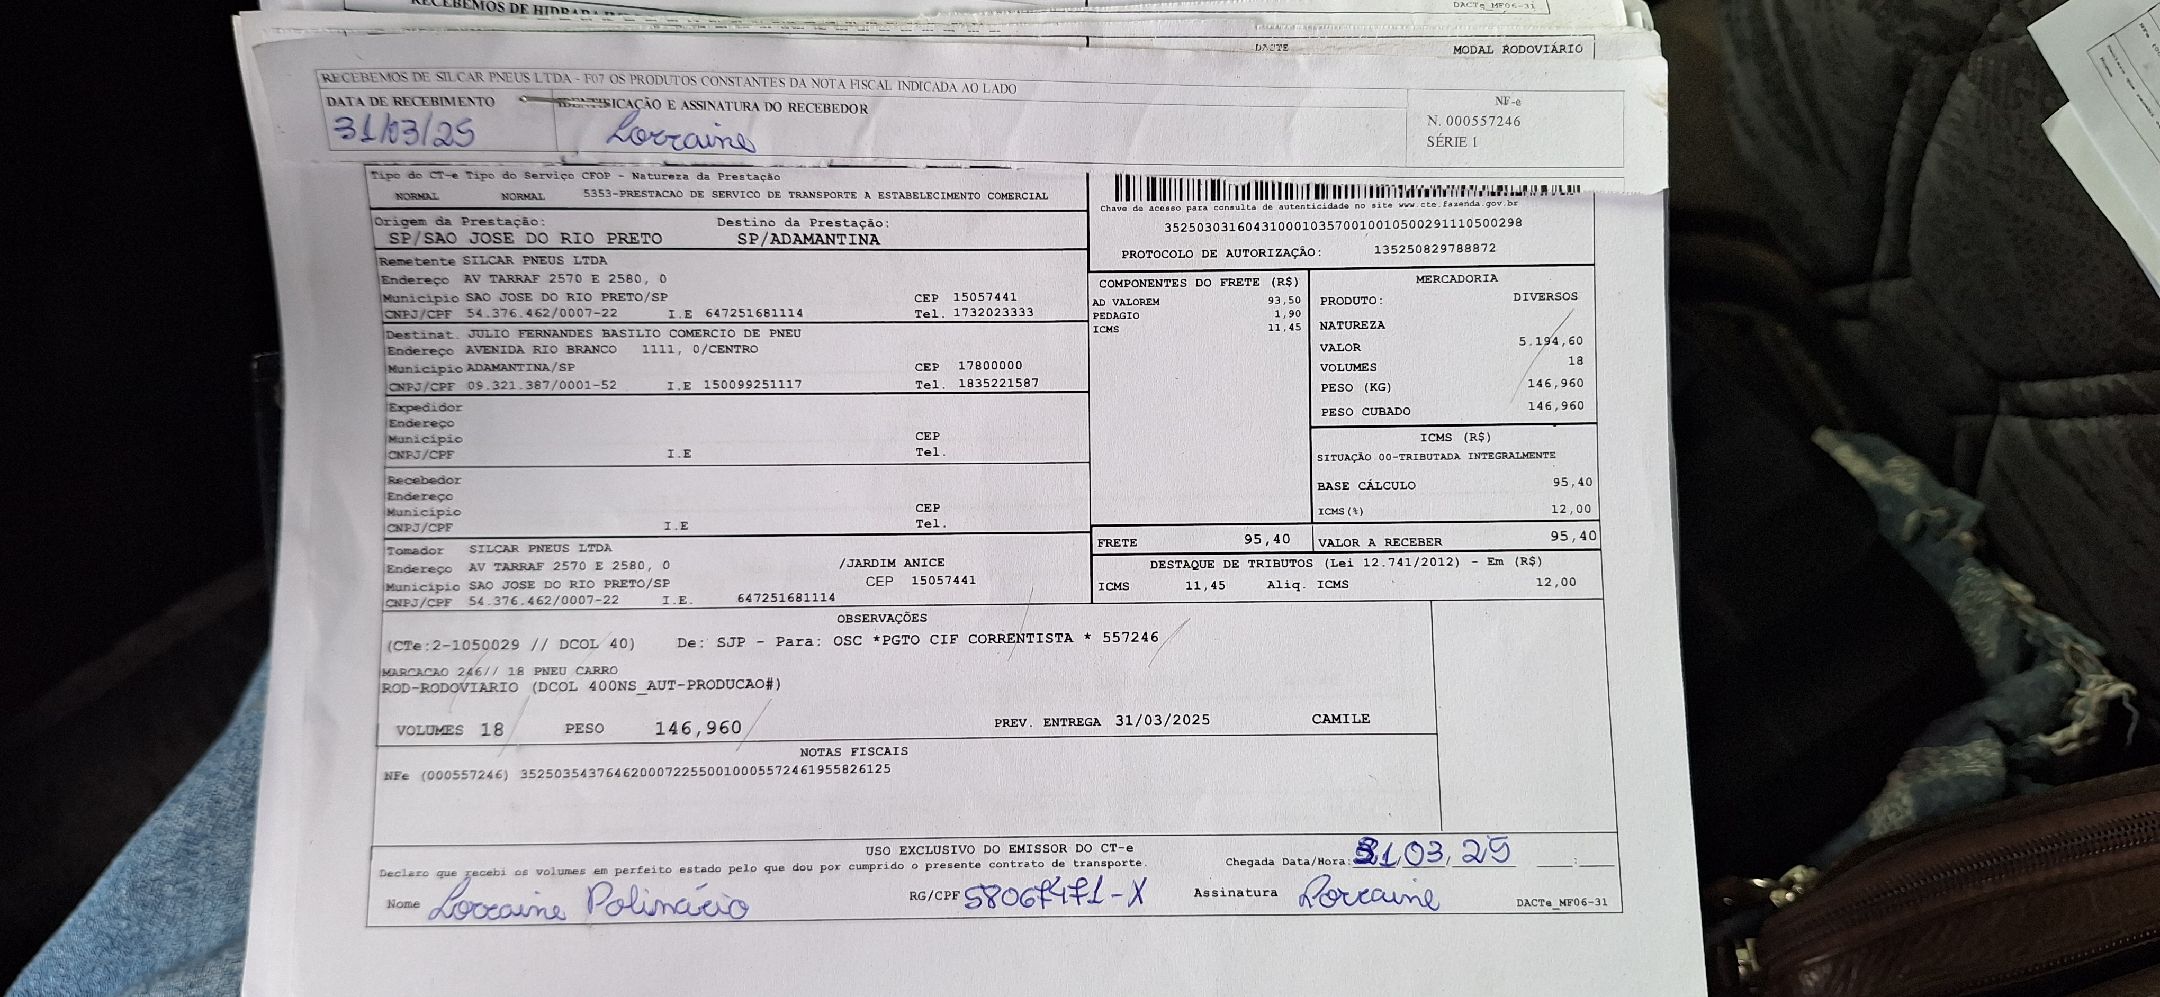 RECEBEMOS DE HIDRA
DACTe_MF06-31
DACTE
MODAL RODOVIÁRIO
RECEBEMOS DE SILCAR PNEUS LTDA - F07 OS PRODUTOS CONSTANTES DA NOTA FISCAL INDICADA AO LADO
DATA DE RECEBIMENTO
31/03/25
IDENTIFICAÇÃO E ASSINATURA DO RECEBEDOR
Lorraine
NF-e
N. 000557246
SÉRIE 1
Tipo do CT-e Tipo do Serviço CFOP - Natureza da Prestação
NORMAL NORMAL 5353-PRESTACAO DE SERVICO DE TRANSPORTE A ESTABELECIMENTO COMERCIAL
Chave de acesso para consulta de autenticidade no site www.cte.fazenda.gov.br
35250303160431000103570010010500291110500298
PROTOCOLO DE AUTORIZAÇÃO: 135250829788872
Origem da Prestação: Destino da Prestação:
SP/SAO JOSE DO RIO PRETO SP/ADAMANTINA
Remetente SILCAR PNEUS LTDA
Endereço AV TARRAF 2570 E 2580, 0
Município SAO JOSE DO RIO PRETO/SP CEP 15057441
CNPJ/CPF 54.376.462/0007-22 I.E 647251681114 Tel. 1732023333
Destinat. JULIO FERNANDES BASILIO COMERCIO DE PNEU
Endereço AVENIDA RIO BRANCO 1111, 0/CENTRO
Município ADAMANTINA/SP CEP 17800000
CNPJ/CPF 09.321.387/0001-52 I.E 150099251117 Tel. 1835221587
Expedidor
Endereço
Município CEP
CNPJ/CPF I.E Tel.
Recebedor
Endereço
Município CEP
CNPJ/CPF I.E Tel.
Tomador SILCAR PNEUS LTDA
Endereço AV TARRAF 2570 E 2580, 0 /JARDIM ANICE
Município SAO JOSE DO RIO PRETO/SP CEP 15057441
CNPJ/CPF 54.376.462/0007-22 I.E. 647251681114
COMPONENTES DO FRETE (R$)
AD VALOREM 93,50
PEDAGIO 1,90
ICMS 11,45
MERCADORIA
PRODUTO: DIVERSOS
NATUREZA
VALOR 5.194,60
VOLUMES 18
PESO (KG) 146,960
PESO CUBADO 146,960
ICMS (R$)
SITUAÇÃO 00-TRIBUTADA INTEGRALMENTE
BASE CÁLCULO 95,40
ICMS(%) 12,00
FRETE 95,40 VALOR A RECEBER 95,40
DESTAQUE DE TRIBUTOS (Lei 12.741/2012) - Em (R$)
ICMS 11,45 Aliq. ICMS 12,00
OBSERVAÇÕES
(CTe:2-1050029 // DCOL 40) De: SJP - Para: OSC *PGTO CIF CORRENTISTA * 557246
MARCACAO 246// 18 PNEU CARRO
ROD-RODOVIARIO (DCOL 400NS_AUT-PRODUCAO#)
VOLUMES 18 PESO 146,960 PREV. ENTREGA 31/03/2025 CAMILE
NOTAS FISCAIS
NFe (000557246) 35250354376462000722550010005572461955826125
USO EXCLUSIVO DO EMISSOR DO CT-e
Declaro que recebi os volumes em perfeito estado pelo que dou por cumprido o presente contrato de transporte.
Chegada Data/Hora: 31/03/25 __:__
Nome Lorraine Polinário RG/CPF 58067471-X Assinatura Lorraine
DACTe_MF06-31